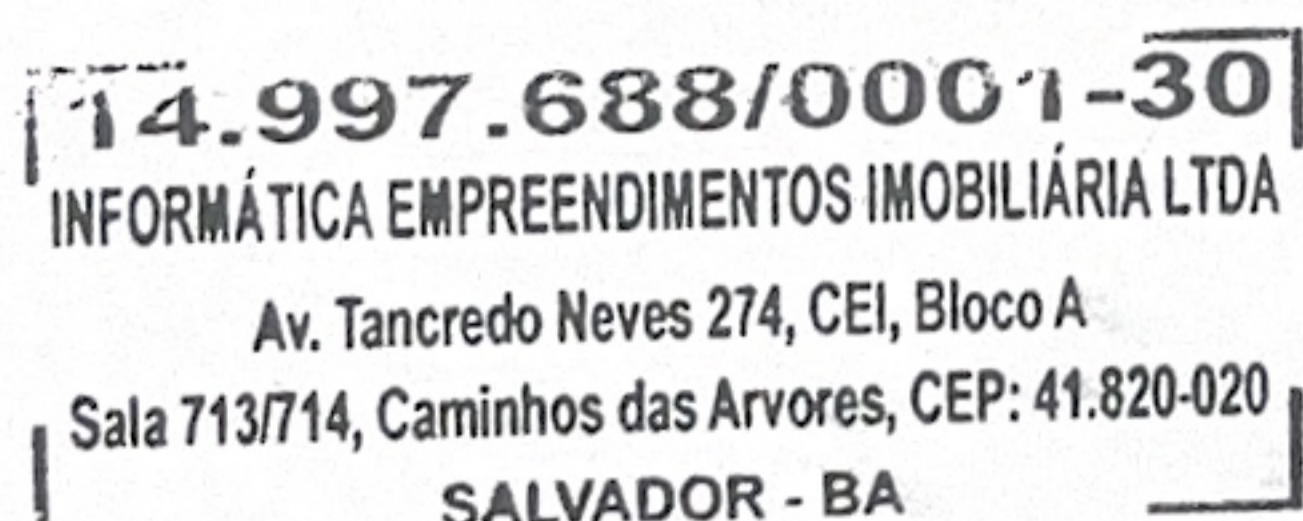 14.997.688/0001-30
INFORMÁTICA EMPREENDIMENTOS IMOBILIÁRIA LTDA
Av. Tancredo Neves 274, CEI, Bloco A
Sala 713/714, Caminhos das Arvores, CEP: 41.820-020
SALVADOR - BA